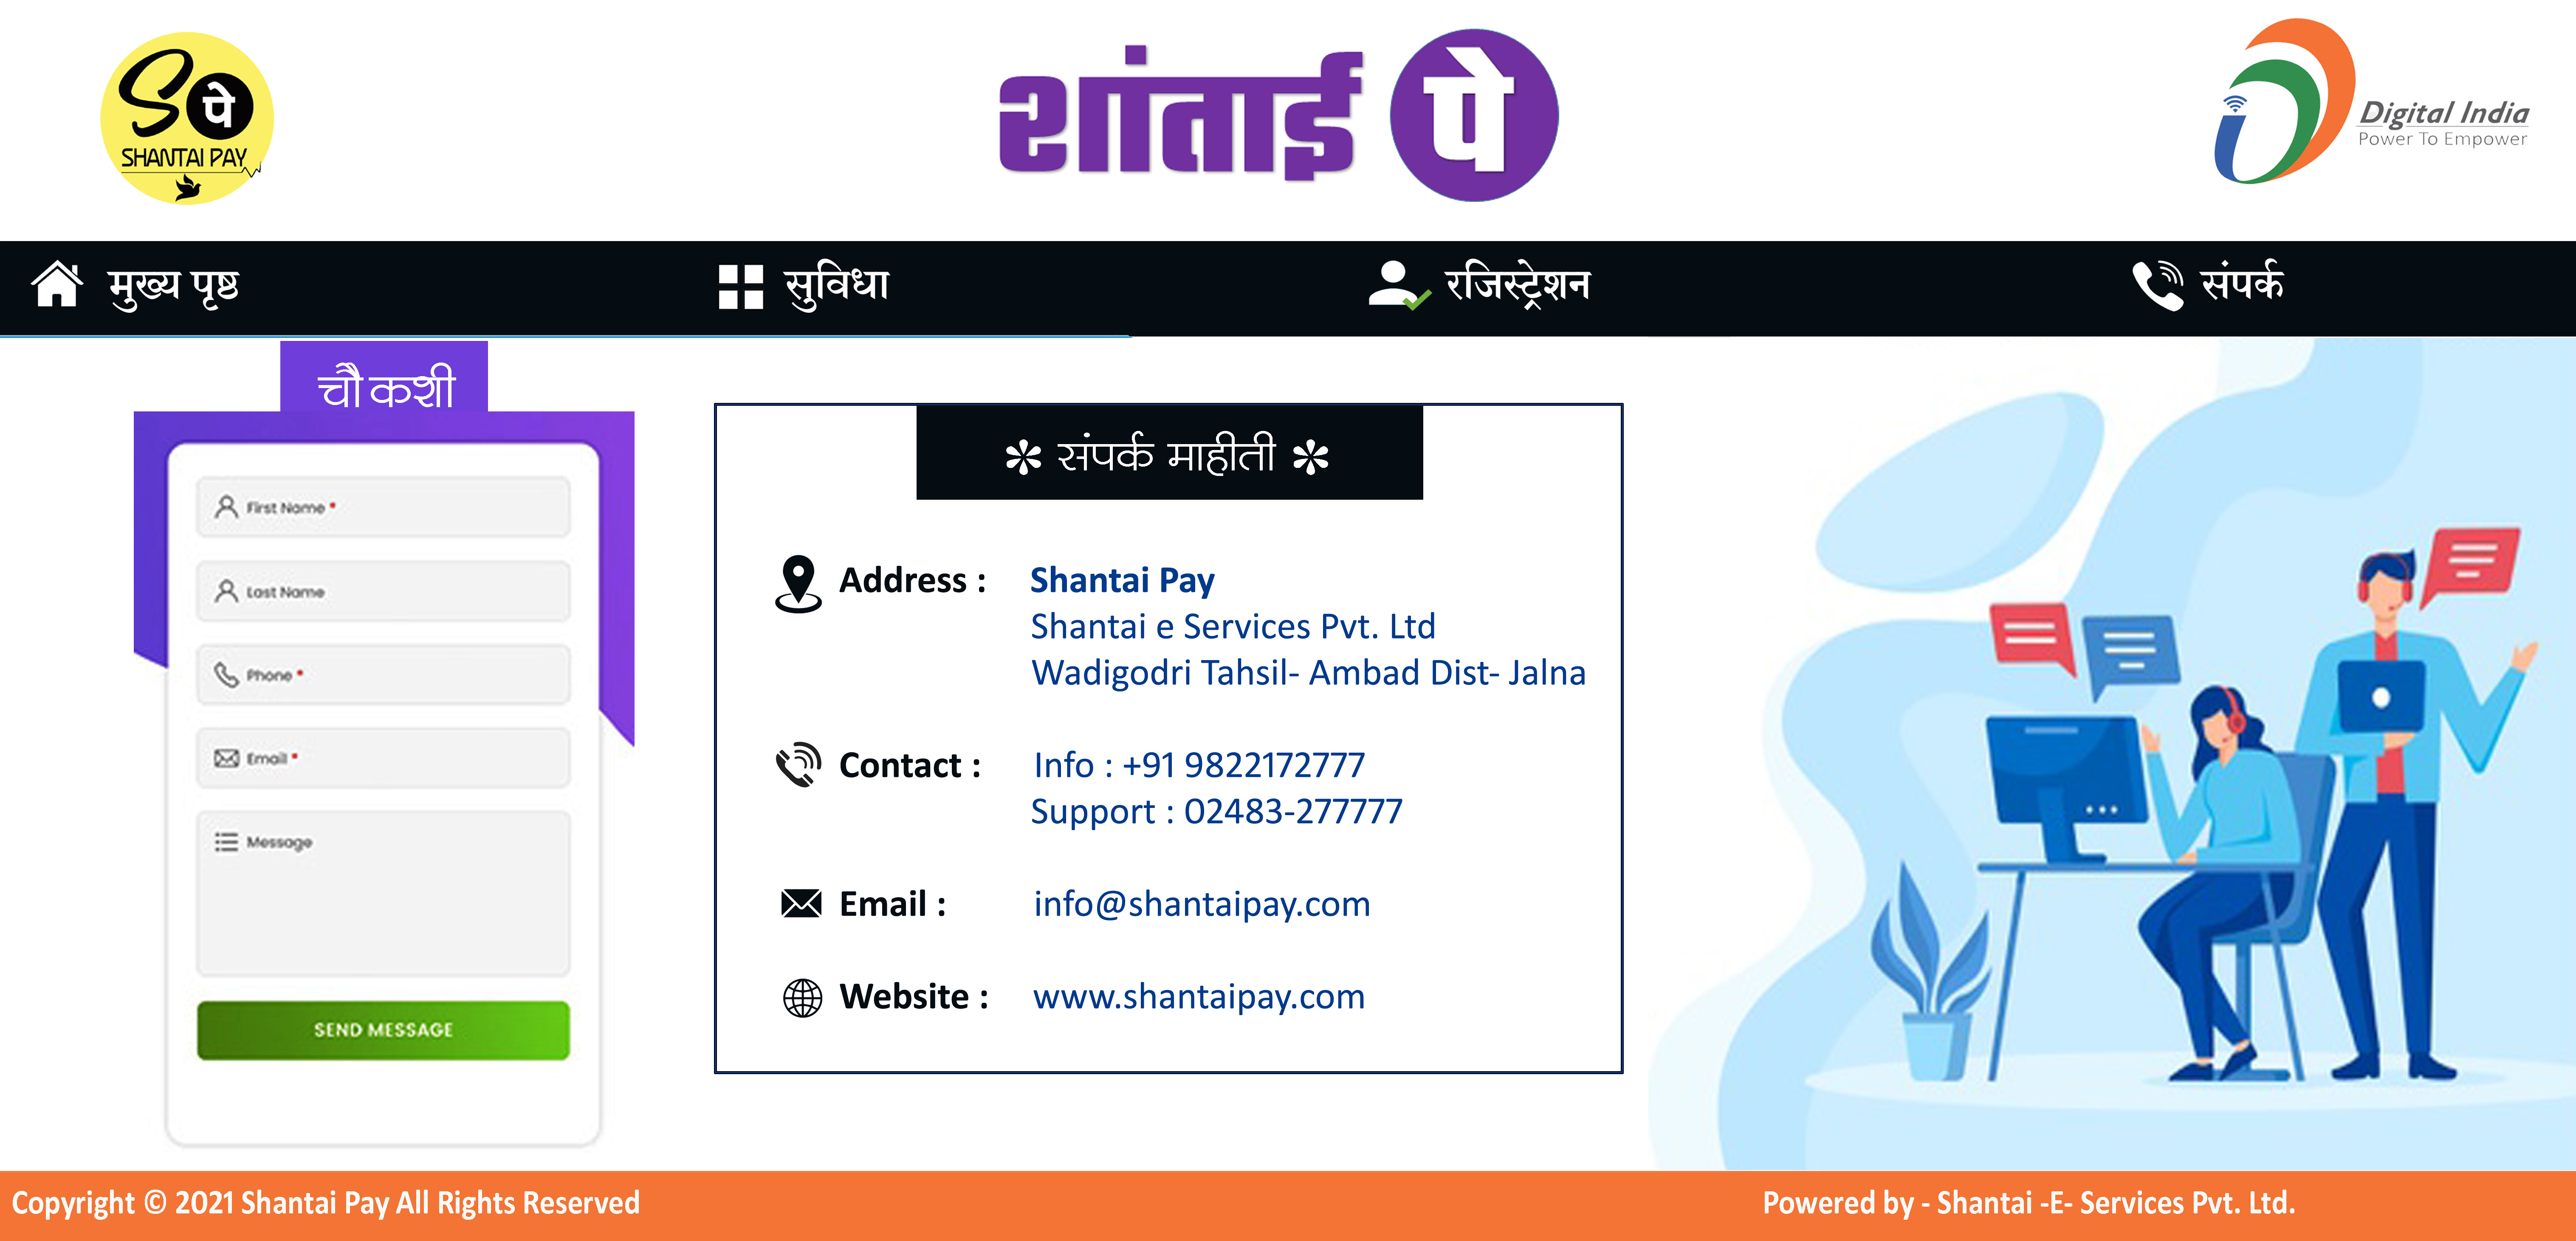 S पे
SHANTAI PAY
शांताई पे
Digital India
Power To Empower
मुख्य पृष्ठ
सुविधा
रजिस्ट्रेशन
संपर्क
चौकशी
First Name *
Last Name
Phone *
Email *
Message
SEND MESSAGE
* संपर्क माहीती *
Address : Shantai Pay
Shantai e Services Pvt. Ltd
Wadigodri Tahsil- Ambad Dist- Jalna
Contact : Info : +91 9822172777
Support : 02483-277777
Email : info@shantaipay.com
Website : www.shantaipay.com
Copyright © 2021 Shantai Pay All Rights Reserved
Powered by - Shantai -E- Services Pvt. Ltd.